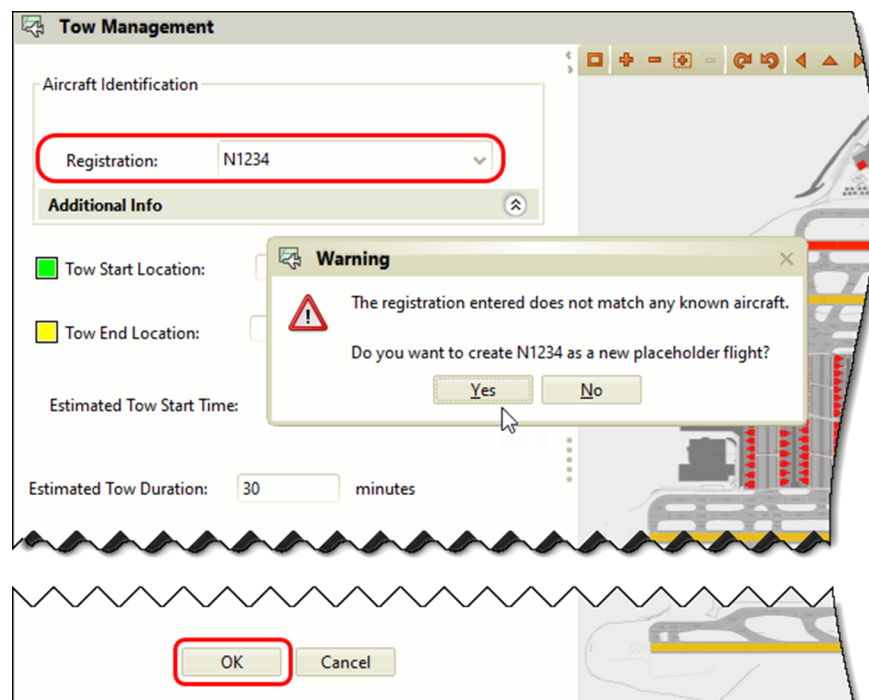 Tow Management
Aircraft Identification
Registration: N1234
Additional Info
Tow Start Location:
Tow End Location:
Warning
The registration entered does not match any known aircraft.
Do you want to create N1234 as a new placeholder flight?
Yes No
Estimated Tow Start Time:
Estimated Tow Duration: 30 minutes
OK Cancel